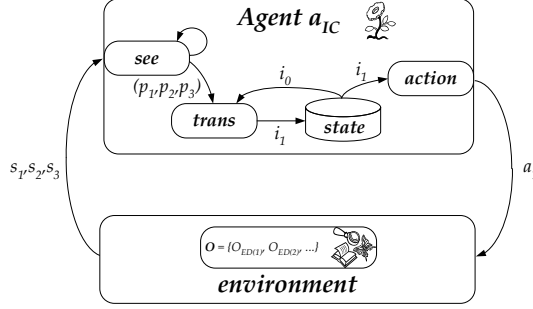 Agent a_IC
see
(p_1,p_2,p_3)
i_0
i_1
action
trans
i_1
state
s_1,s_2,s_3
a
O = {O_ED(1), O_ED(2), ...}
environment